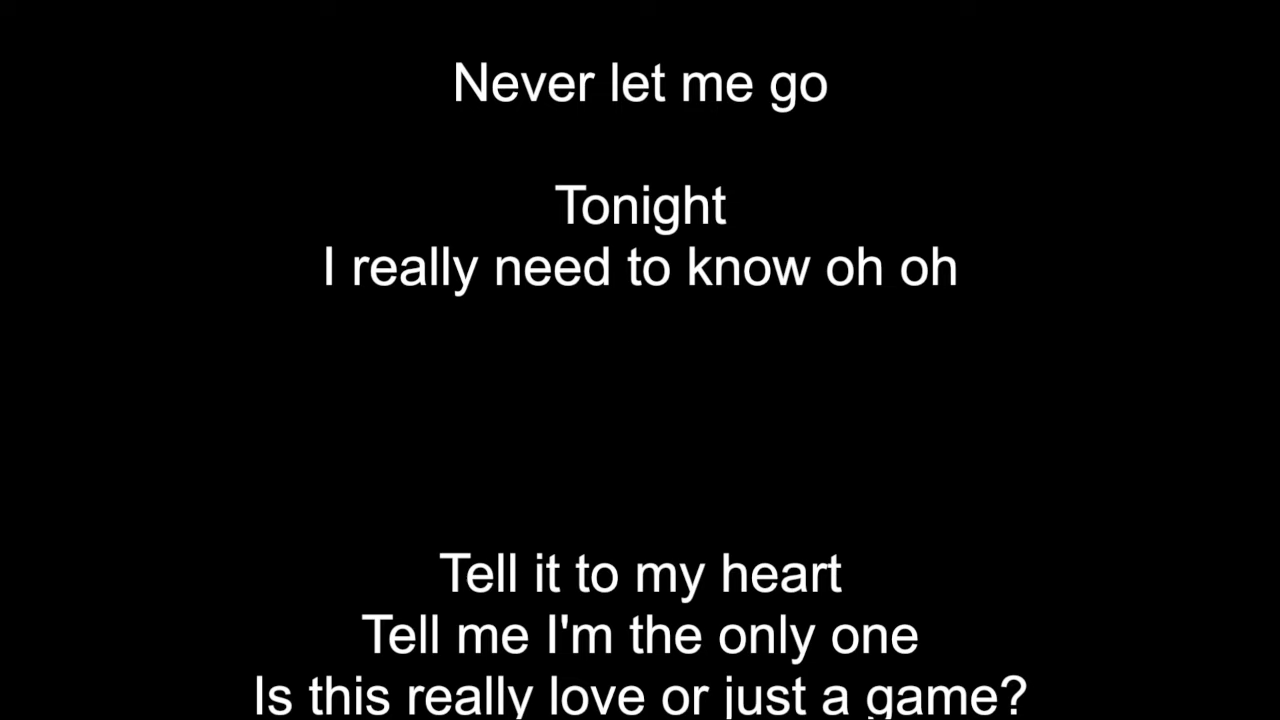 Never let me go
Tonight
I really need to know oh oh
Tell it to my heart
Tell me I'm the only one
Is this really love or just a game?